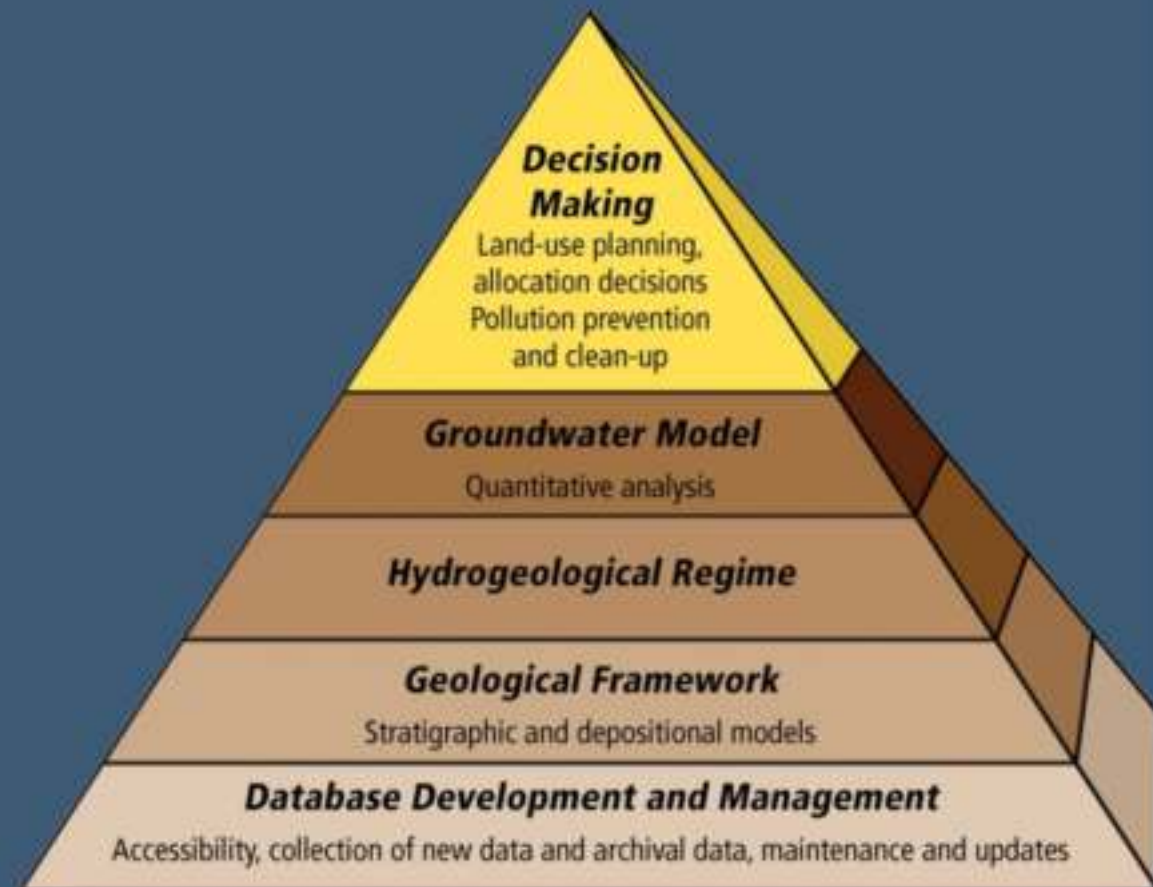 Decision
Making
Land-use planning,
allocation decisions
Pollution prevention
and clean-up
Groundwater Model
Quantitative analysis
Hydrogeological Regime
Geological Framework
Stratigraphic and depositional models
Database Development and Management
Accessibility, collection of new data and archival data, maintenance and updates